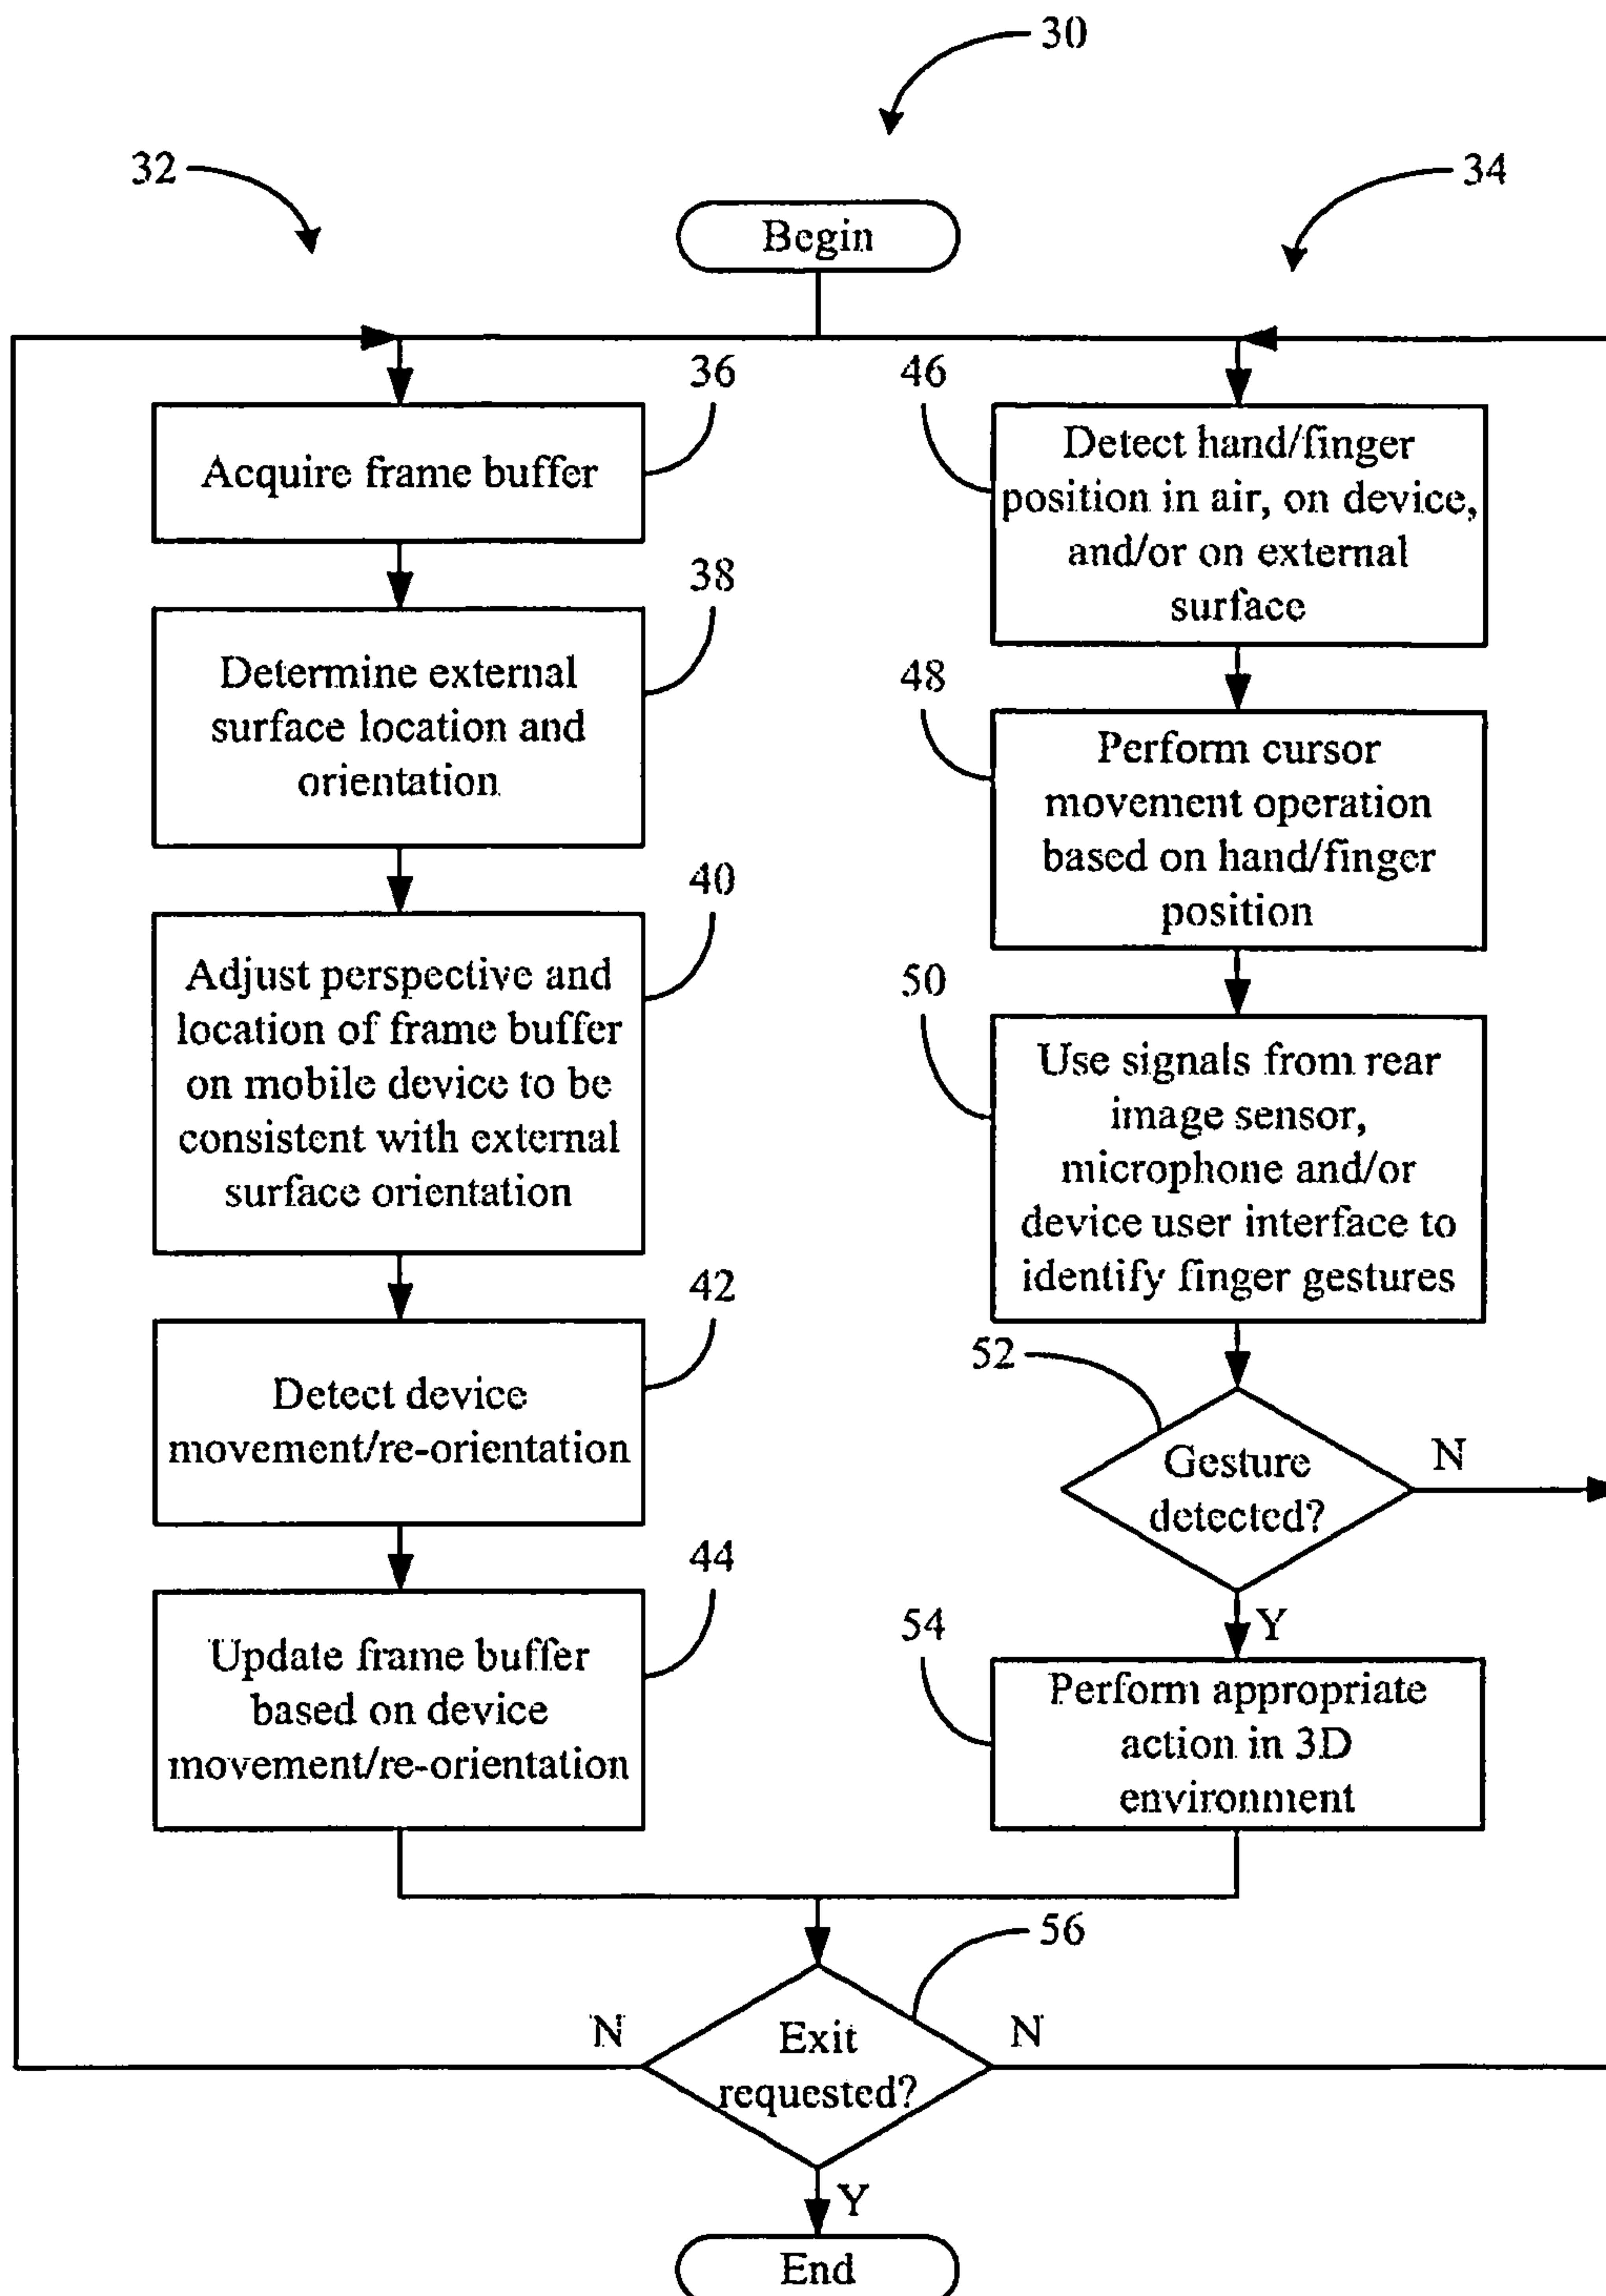 30
32
34
Begin
36
Acquire frame buffer
38
Determine external
surface location and
orientation
40
Adjust perspective and
location of frame buffer
on mobile device to be
consistent with external
surface orientation
42
Detect device
movement/re-orientation
44
Update frame buffer
based on device
movement/re-orientation
46
Detect hand/finger
position in air, on device,
and/or on external
surface
48
Perform cursor
movement operation
based on hand/finger
position
50
Use signals from rear
image sensor,
microphone and/or
device user interface to
identify finger gestures
52
Gesture
detected?
N
Y
54
Perform appropriate
action in 3D
environment
56
N
Exit
requested?
N
Y
End